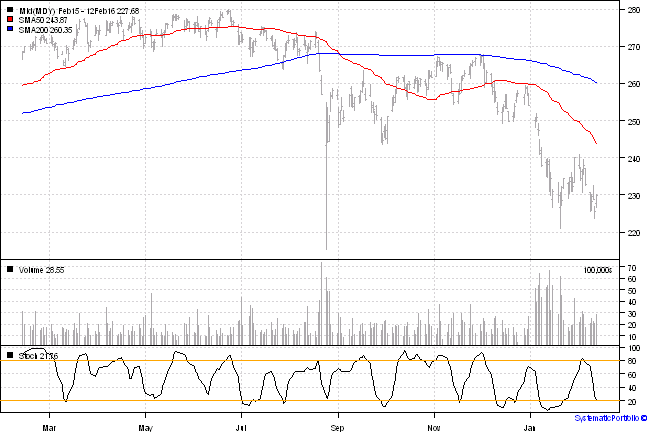 Mid(MDY) Feb15 - 12Feb16 227.68
SMA50 243.87
SMA200 260.35
280
270
260
250
240
230
220
Volume 28.55
100,000s
70
60
50
40
30
20
10
Stoch 21.76
100
80
60
40
20
Mar May Jul Sep Nov Jan
SystematicPortfolio ©